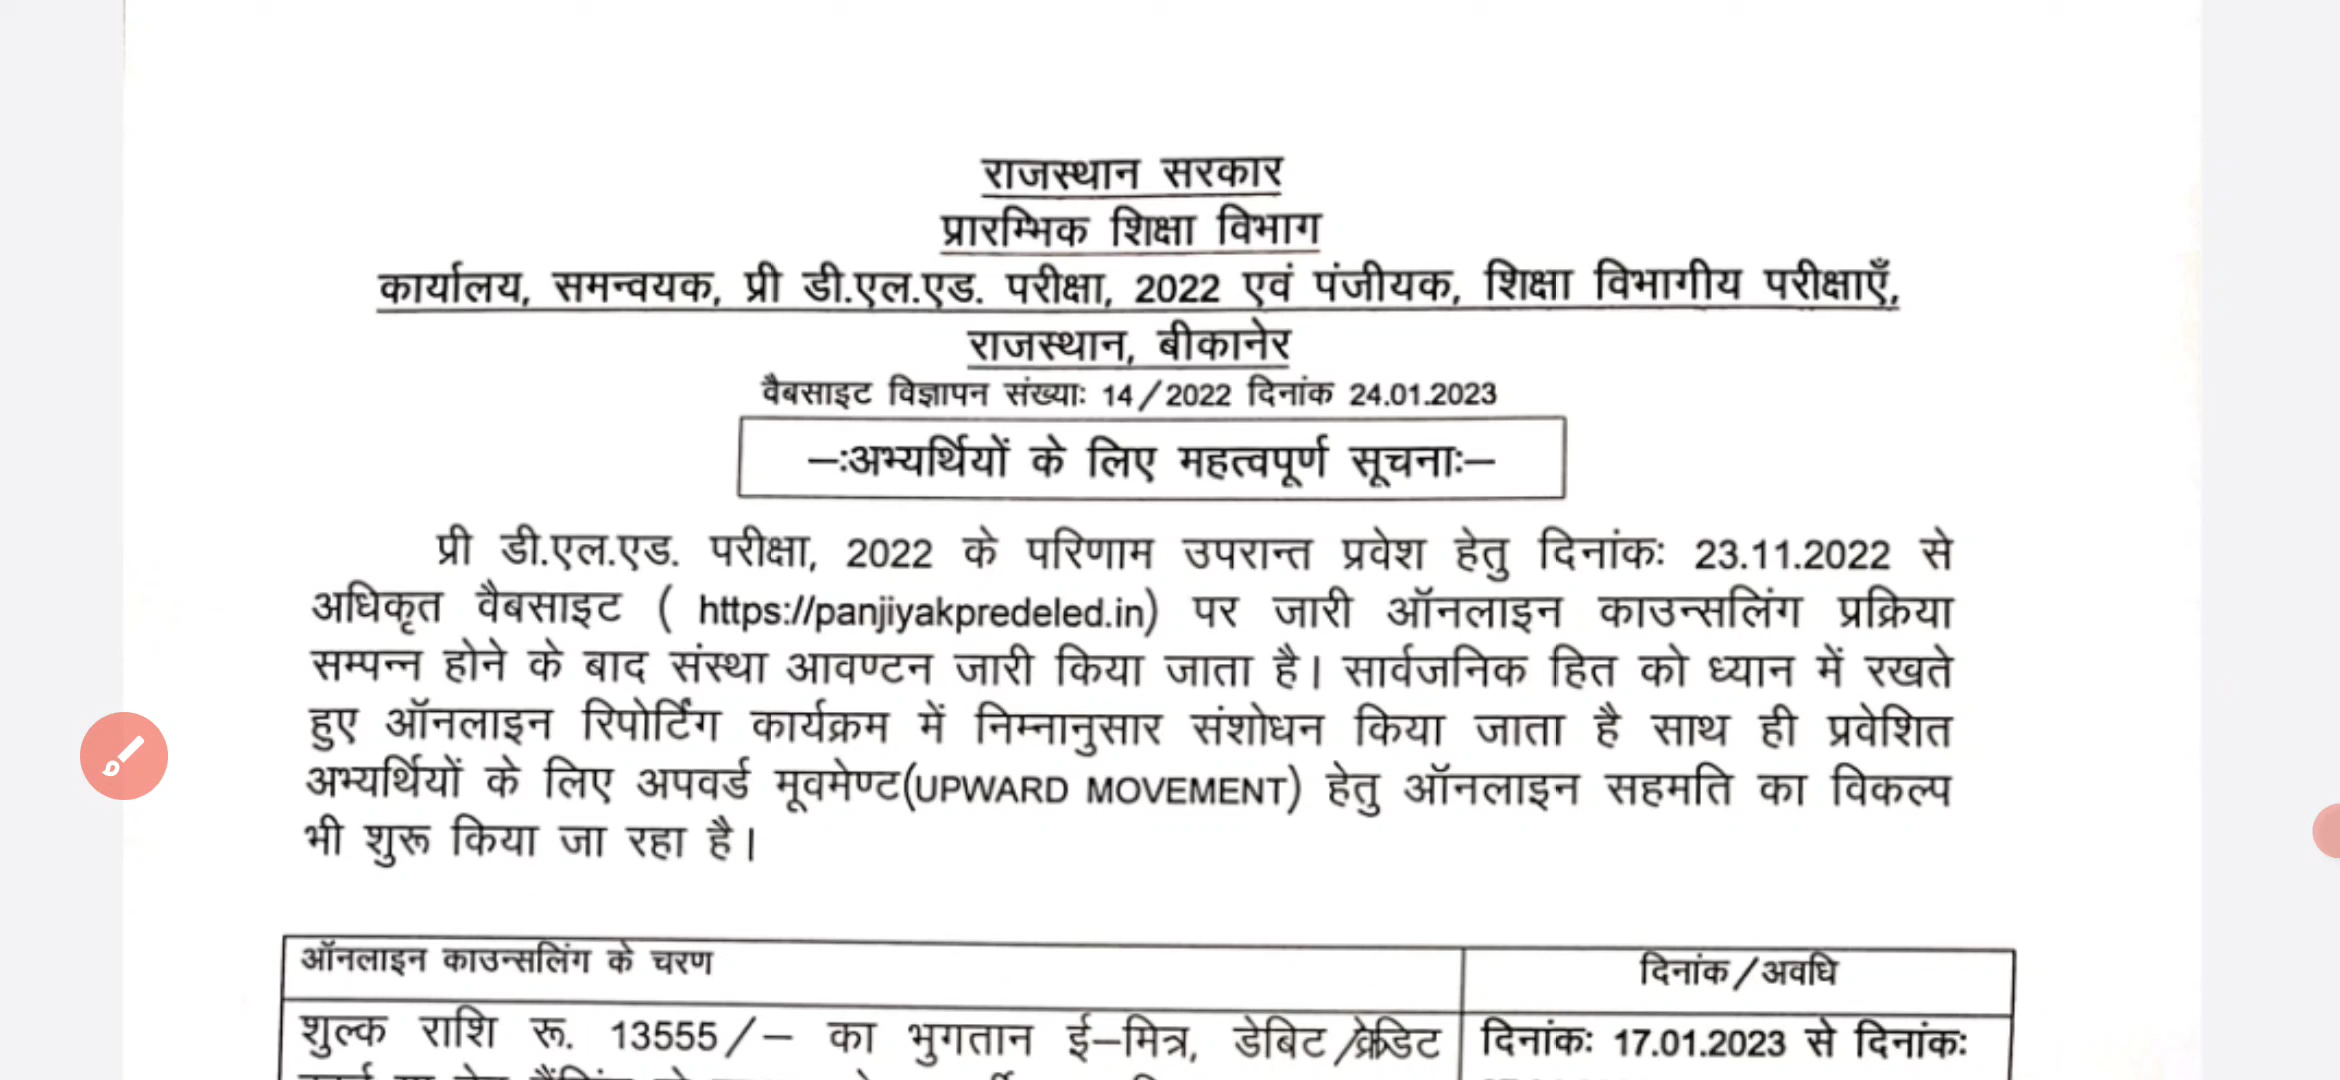 राजस्थान सरकार
प्रारम्भिक शिक्षा विभाग
कार्यालय, समन्वयक, प्री डी.एल.एड. परीक्षा, 2022 एवं पंजीयक, शिक्षा विभागीय परीक्षाएँ,
राजस्थान, बीकानेर
वैबसाइट विज्ञापन संख्याः 14/2022 दिनांक 24.01.2023
–:अभ्यर्थियों के लिए महत्वपूर्ण सूचनाः–
प्री डी.एल.एड. परीक्षा, 2022 के परिणाम उपरान्त प्रवेश हेतु दिनांकः 23.11.2022 से
अधिकृत वैबसाइट ( https://panjiyakpredeled.in) पर जारी ऑनलाइन काउन्सलिंग प्रक्रिया
सम्पन्न होने के बाद संस्था आवण्टन जारी किया जाता है। सार्वजनिक हित को ध्यान में रखते
हुए ऑनलाइन रिपोर्टिंग कार्यक्रम में निम्नानुसार संशोधन किया जाता है साथ ही प्रवेशित
अभ्यर्थियों के लिए अपवर्ड मूवमेण्ट(UPWARD MOVEMENT) हेतु ऑनलाइन सहमति का विकल्प
भी शुरू किया जा रहा है।
ऑनलाइन काउन्सलिंग के चरण
दिनांक/अवधि
शुल्क राशि रू. 13555/– का भुगतान ई–मित्र, डेबिट/क्रेडिट
दिनांकः 17.01.2023 से दिनांकः